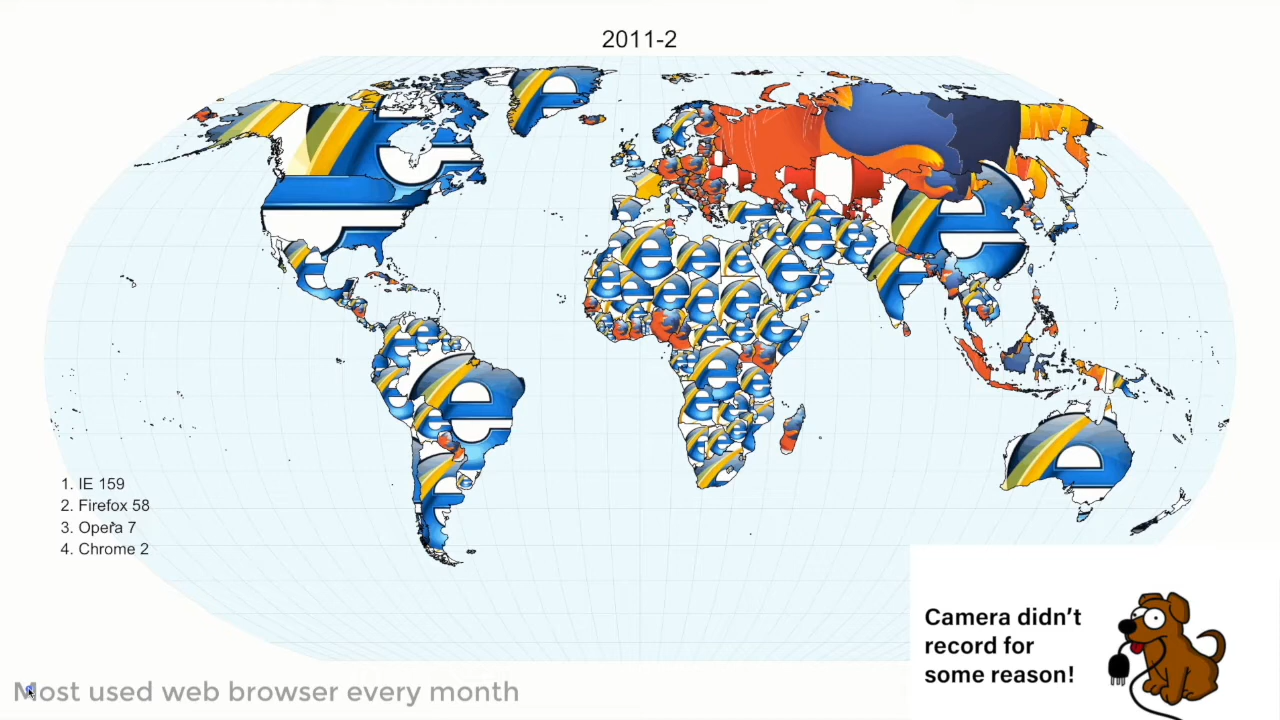 2011-2
1. IE 159
2. Firefox 58
3. Opera 7
4. Chrome 2
Camera didn't
record for
some reason!
Most used web browser every month